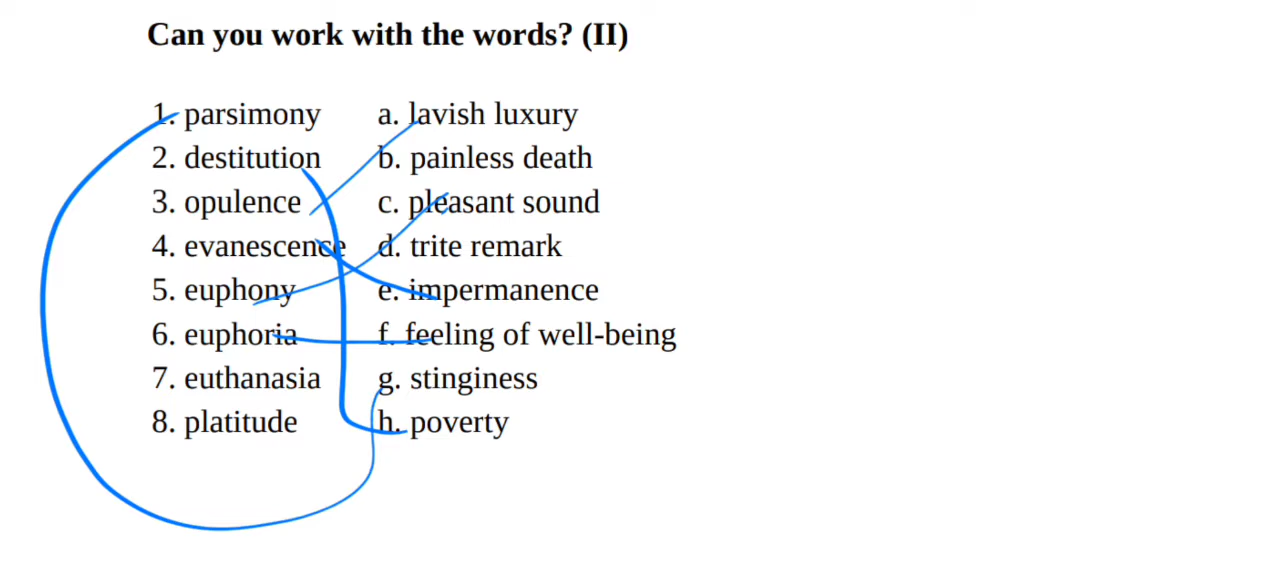 Can you work with the words? (II)
1. parsimony a. lavish luxury
2. destitution b. painless death
3. opulence c. pleasant sound
4. evanescence d. trite remark
5. euphony e. impermanence
6. euphoria f. feeling of well-being
7. euthanasia g. stinginess
8. platitude h. poverty